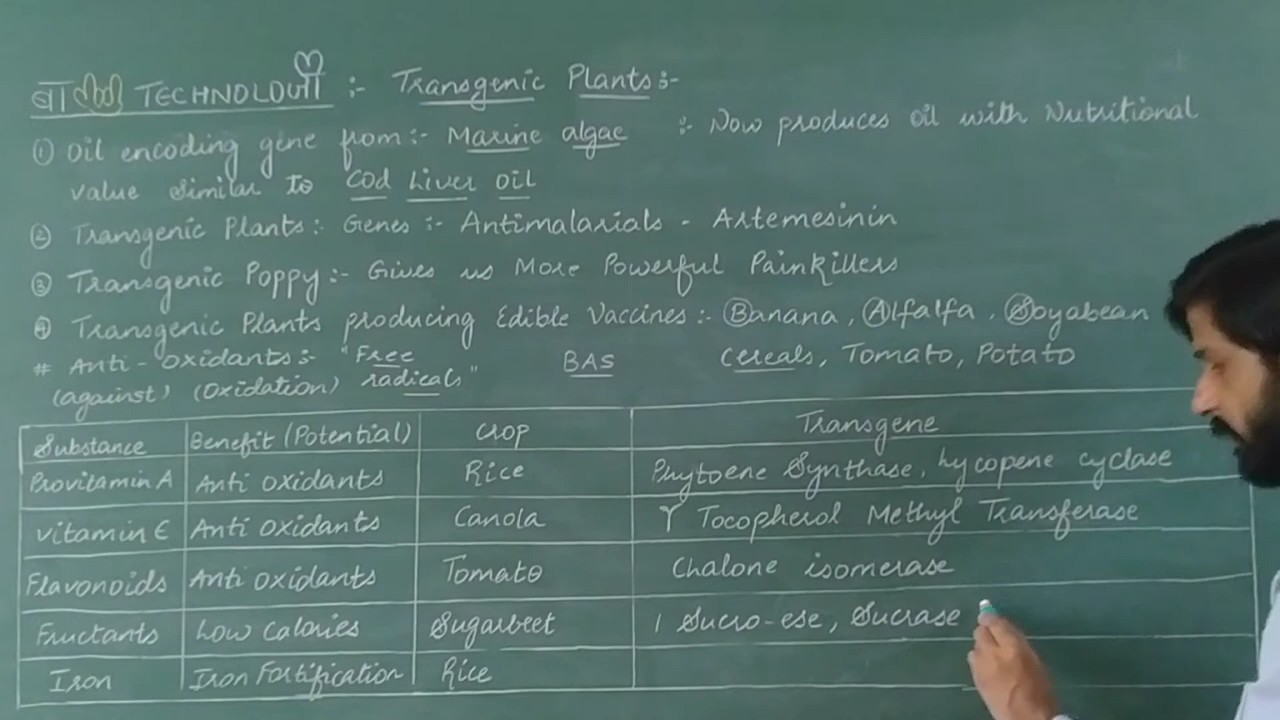 बा TECHNOLOGY :- Transgenic Plants :-
① Oil encoding gene from :- Marine algae :- Now produces oil with Nutritional
value similar to Cod Liver oil
② Transgenic Plants :- Genes :- Antimalarials - Artemesinin
③ Transgenic Poppy :- Gives us More Powerful Painkillers
④ Transgenic Plants producing Edible Vaccines :- Banana, Alfalfa, Soyabean
# Anti-oxidants :- "Free BAS Cereals, Tomato, Potato
(against) (Oxidation) radicals"
Substance Benefit (Potential) Crop Transgene
Provitamin A Anti oxidants Rice Phytoene Synthase, Lycopene cyclase
Vitamin E Anti oxidants Canola γ Tocopherol Methyl Transferase
Flavonoids Anti oxidants Tomato Chalone isomerase
Fructants Low Calories Sugarbeet 1 Sucro-ese, Sucrase
Iron Iron Fortification Rice